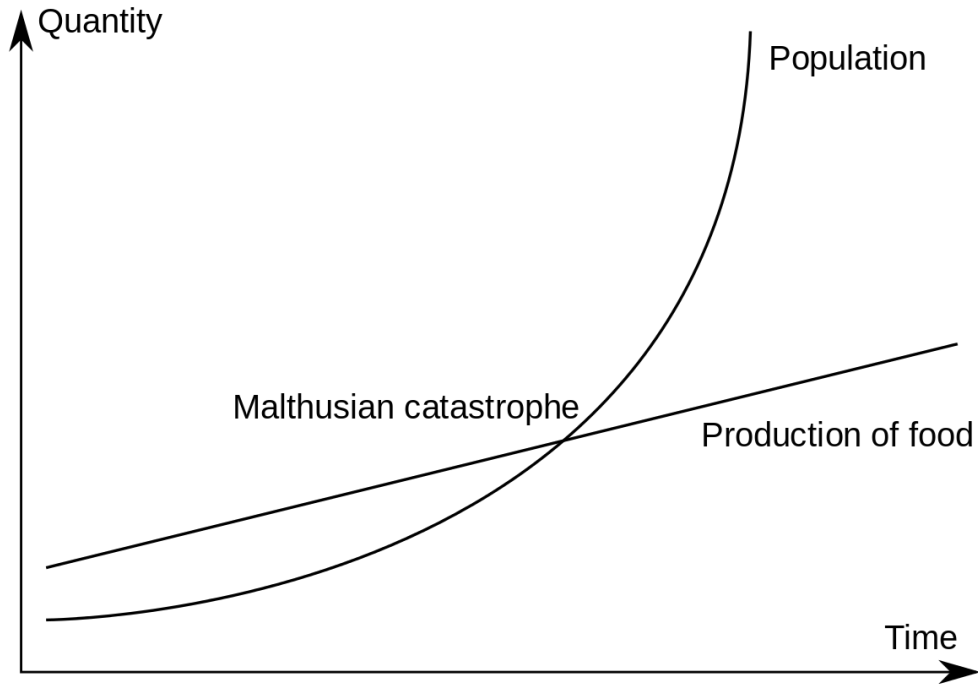 Quantity
Population
Malthusian catastrophe
Production of food
Time